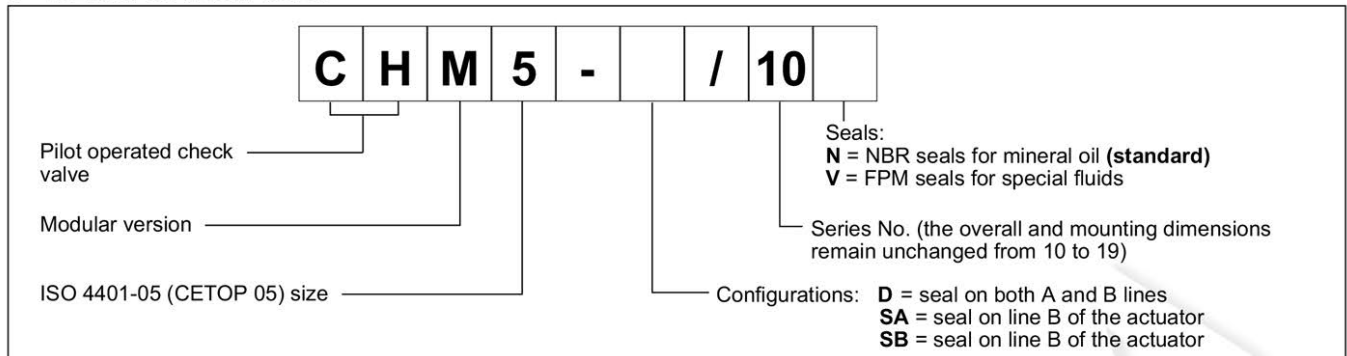 C H M 5 - / 10
Pilot operated check
valve
Modular version
ISO 4401-05 (CETOP 05) size
Seals:
N = NBR seals for mineral oil (standard)
V = FPM seals for special fluids
Series No. (the overall and mounting dimensions
remain unchanged from 10 to 19)
Configurations: D = seal on both A and B lines
SA = seal on line B of the actuator
SB = seal on line B of the actuator